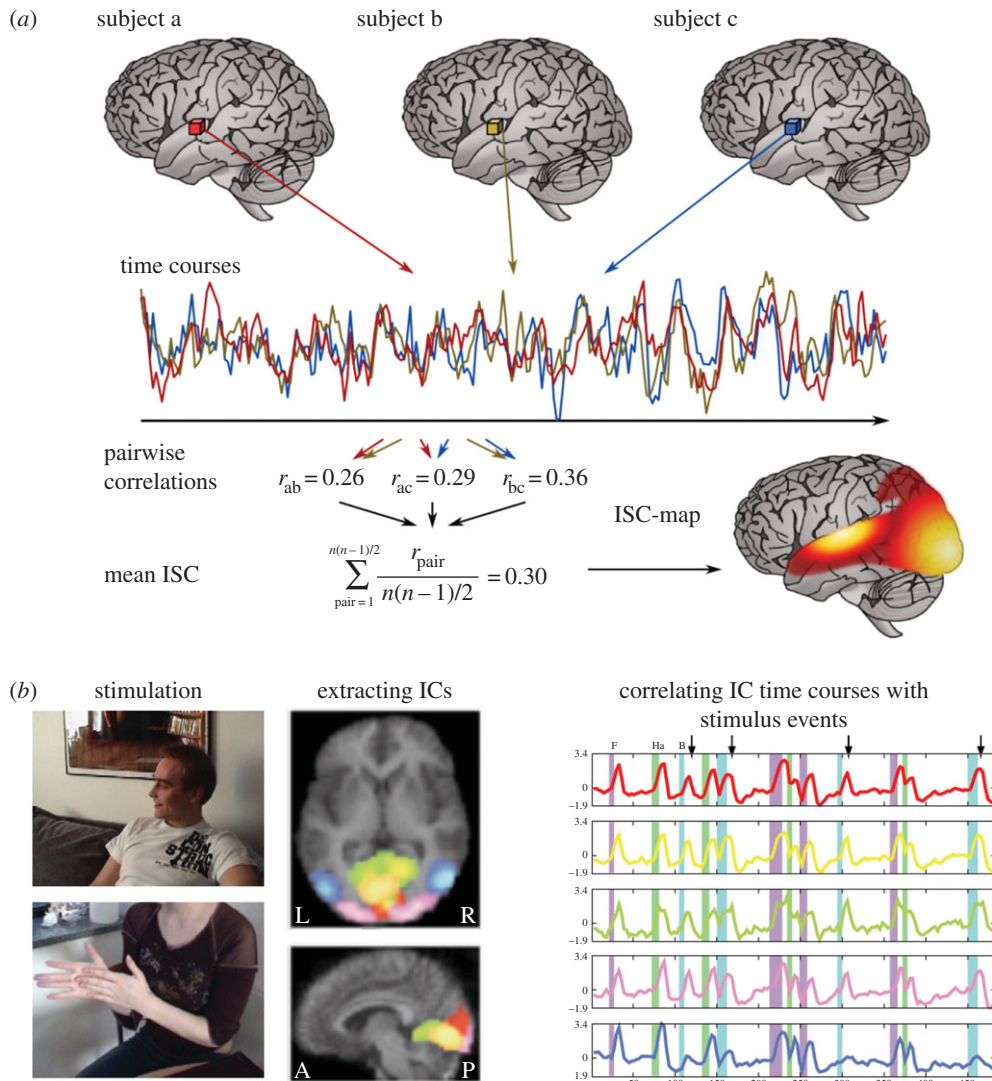 (a)
subject a
subject b
subject c
time courses
pairwise
correlations
r_ab = 0.26
r_ac = 0.29
r_bc = 0.36
ISC-map
mean ISC
n(n−1)/2
∑
pair = 1
r_pair
n(n−1)/2
= 0.30
(b)
stimulation
extracting ICs
correlating IC time courses with
stimulus events
L
R
A
P
F
Ha
B
3.4
0
−1.9
3.4
0
−1.9
3.4
0
−1.9
3.4
0
−1.9
3.4
0
1.9